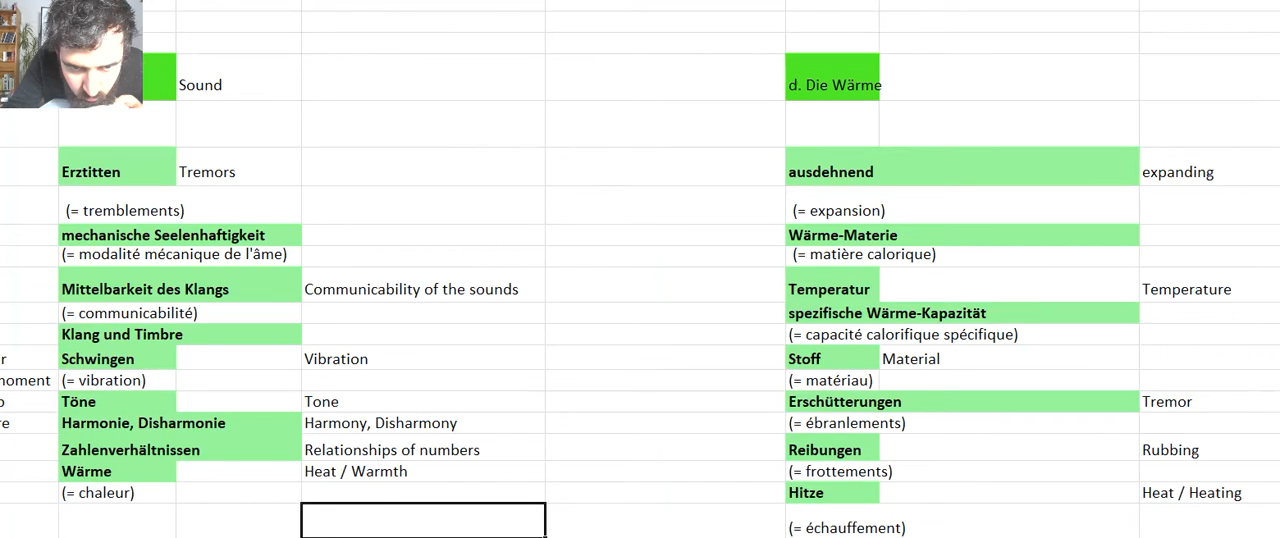 Sound
d. Die Wärme
Erztitten Tremors
ausdehnend expanding
(= tremblements)
(= expansion)
mechanische Seelenhaftigkeit
Wärme-Materie
(= modalité mécanique de l'âme)
(= matière calorique)
Mittelbarkeit des Klangs Communicability of the sounds
Temperatur Temperature
(= communicabilité)
spezifische Wärme-Kapazität
Klang und Timbre
(= capacité calorifique spécifique)
r Schwingen Vibration
Stoff Material
moment (= vibration)
(= matériau)
Töne Tone
Erschütterungen Tremor
re Harmonie, Disharmonie Harmony, Disharmony
(= ébranlements)
Zahlenverhältnissen Relationships of numbers
Reibungen Rubbing
Wärme Heat / Warmth
(= frottements)
(= chaleur)
Hitze Heat / Heating
(= échauffement)